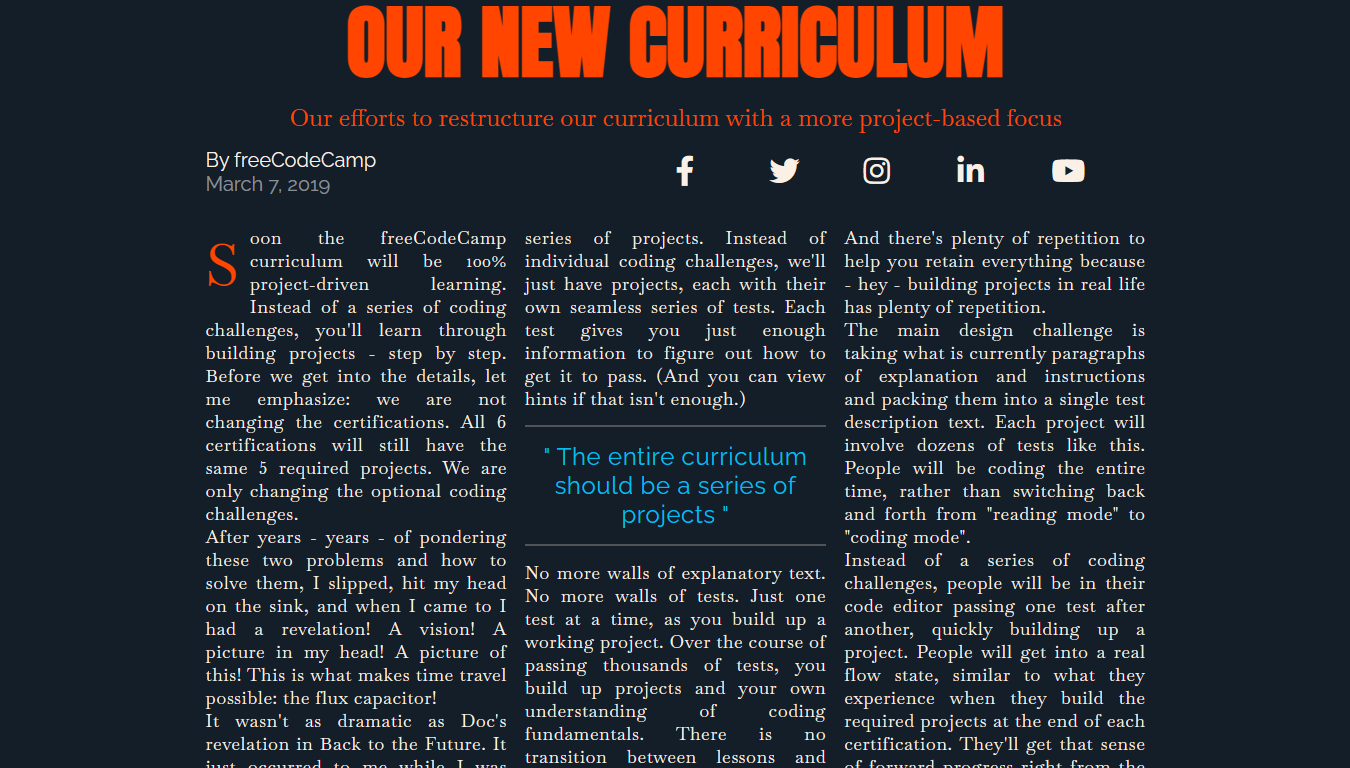 OUR NEW CURRICULUM
Our efforts to restructure our curriculum with a more project-based focus
By freeCodeCamp
March 7, 2019
Soon the freeCodeCamp
curriculum will be 100%
project-driven learning.
Instead of a series of coding
challenges, you'll learn through
building projects - step by step.
Before we get into the details, let
me emphasize: we are not
changing the certifications. All 6
certifications will still have the
same 5 required projects. We are
only changing the optional coding
challenges.
After years - years - of pondering
these two problems and how to
solve them, I slipped, hit my head
on the sink, and when I came to I
had a revelation! A vision! A
picture in my head! A picture of
this! This is what makes time travel
possible: the flux capacitor!
It wasn't as dramatic as Doc's
revelation in Back to the Future. It
just occurred to me while I was
series of projects. Instead of
individual coding challenges, we'll
just have projects, each with their
own seamless series of tests. Each
test gives you just enough
information to figure out how to
get it to pass. (And you can view
hints if that isn't enough.)
" The entire curriculum
should be a series of
projects "
No more walls of explanatory text.
No more walls of tests. Just one
test at a time, as you build up a
working project. Over the course of
passing thousands of tests, you
build up projects and your own
understanding of coding
fundamentals. There is no
transition between lessons and
And there's plenty of repetition to
help you retain everything because
- hey - building projects in real life
has plenty of repetition.
The main design challenge is
taking what is currently paragraphs
of explanation and instructions
and packing them into a single test
description text. Each project will
involve dozens of tests like this.
People will be coding the entire
time, rather than switching back
and forth from "reading mode" to
"coding mode".
Instead of a series of coding
challenges, people will be in their
code editor passing one test after
another, quickly building up a
project. People will get into a real
flow state, similar to what they
experience when they build the
required projects at the end of each
certification. They'll get that sense
of forward progress right from the